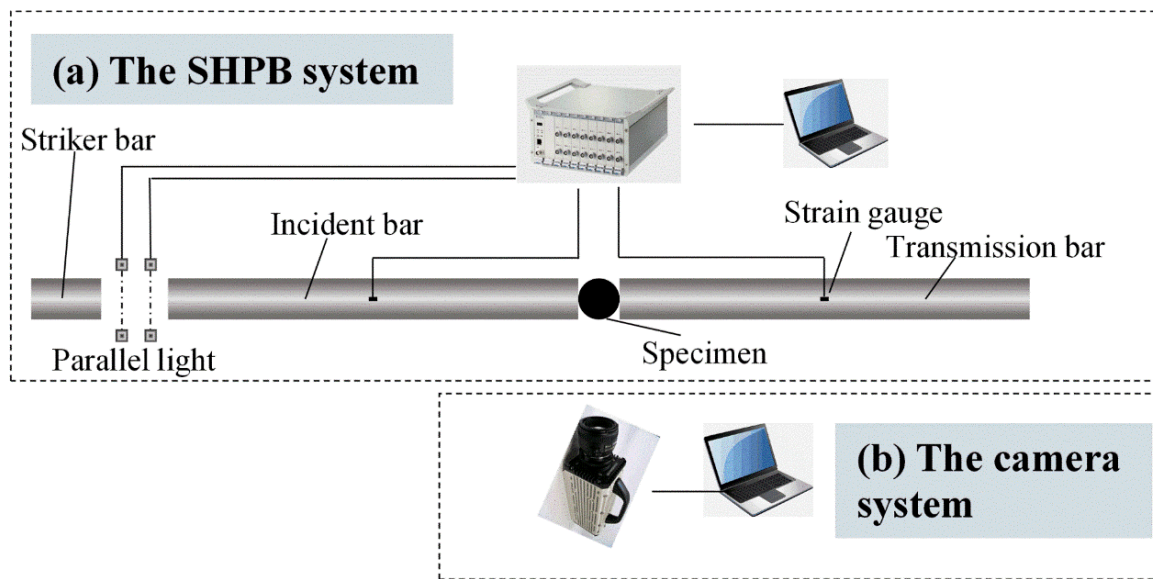 (a) The SHPB system
Striker bar
Incident bar
Strain gauge
Transmission bar
Parallel light
Specimen
(b) The camera
system